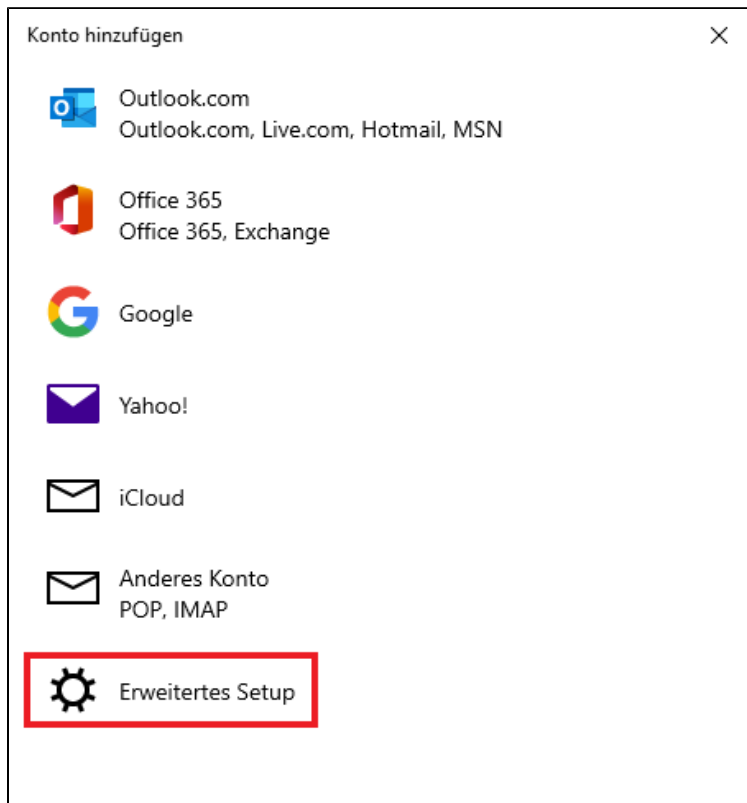 Konto hinzufügen
Outlook.com
Outlook.com, Live.com, Hotmail, MSN
Office 365
Office 365, Exchange
Google
Yahoo!
iCloud
Anderes Konto
POP, IMAP
Erweitertes Setup